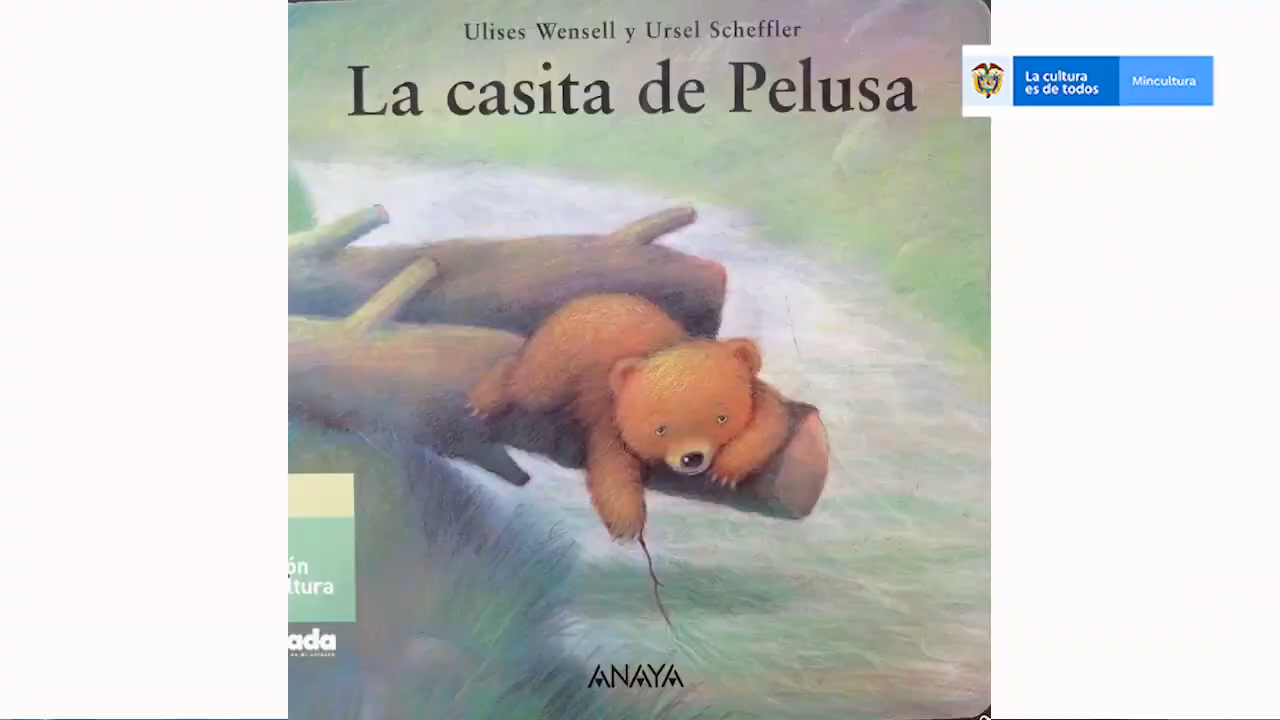 Ulises Wensell y Ursel Scheffler
La casita de Pelusa
La cultura
es de todos
Mincultura
ón
ltura
ada
ANAYA